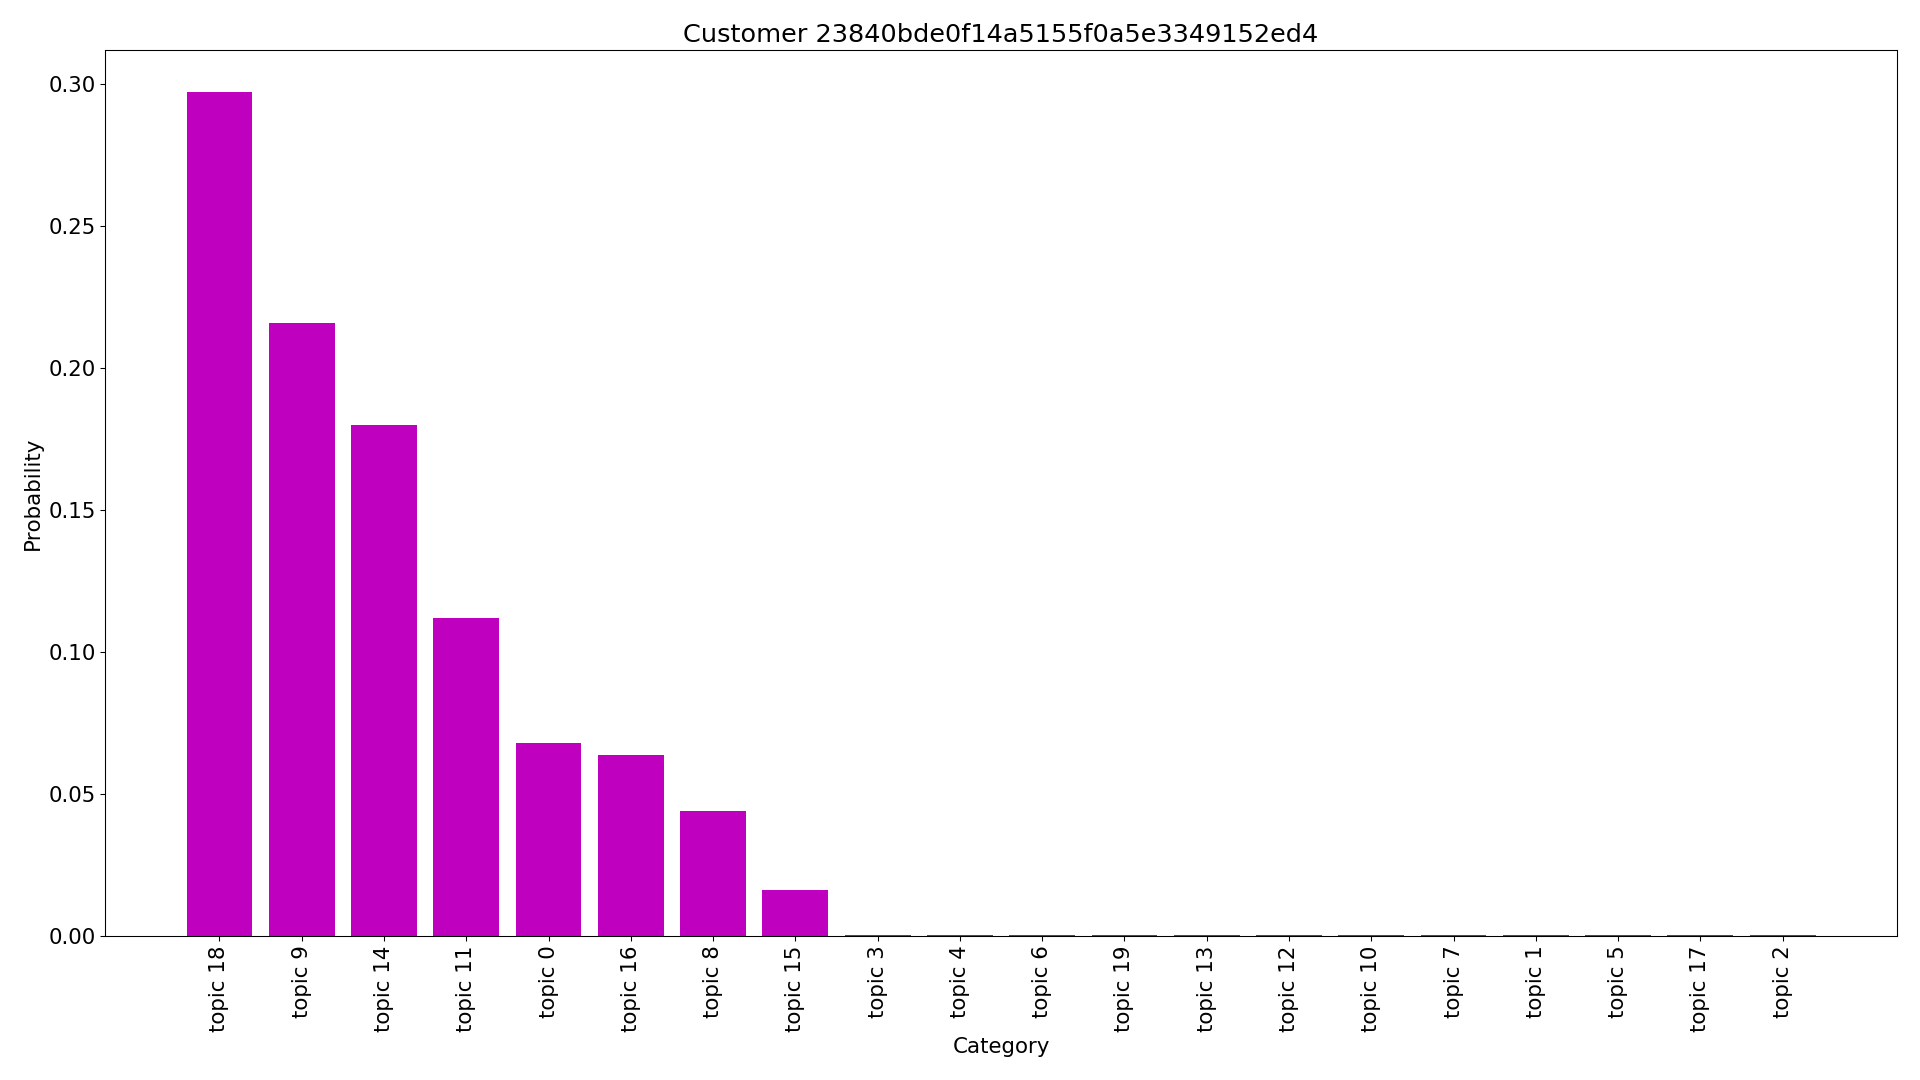 Customer 23840bde0f14a5155f0a5e3349152ed4
Probability
0.30
0.25
0.20
0.15
0.10
0.05
0.00
topic 18
topic 9
topic 14
topic 11
topic 0
topic 16
topic 8
topic 15
topic 3
topic 4
topic 6
topic 19
topic 13
topic 12
topic 10
topic 7
topic 1
topic 5
topic 17
topic 2
Category